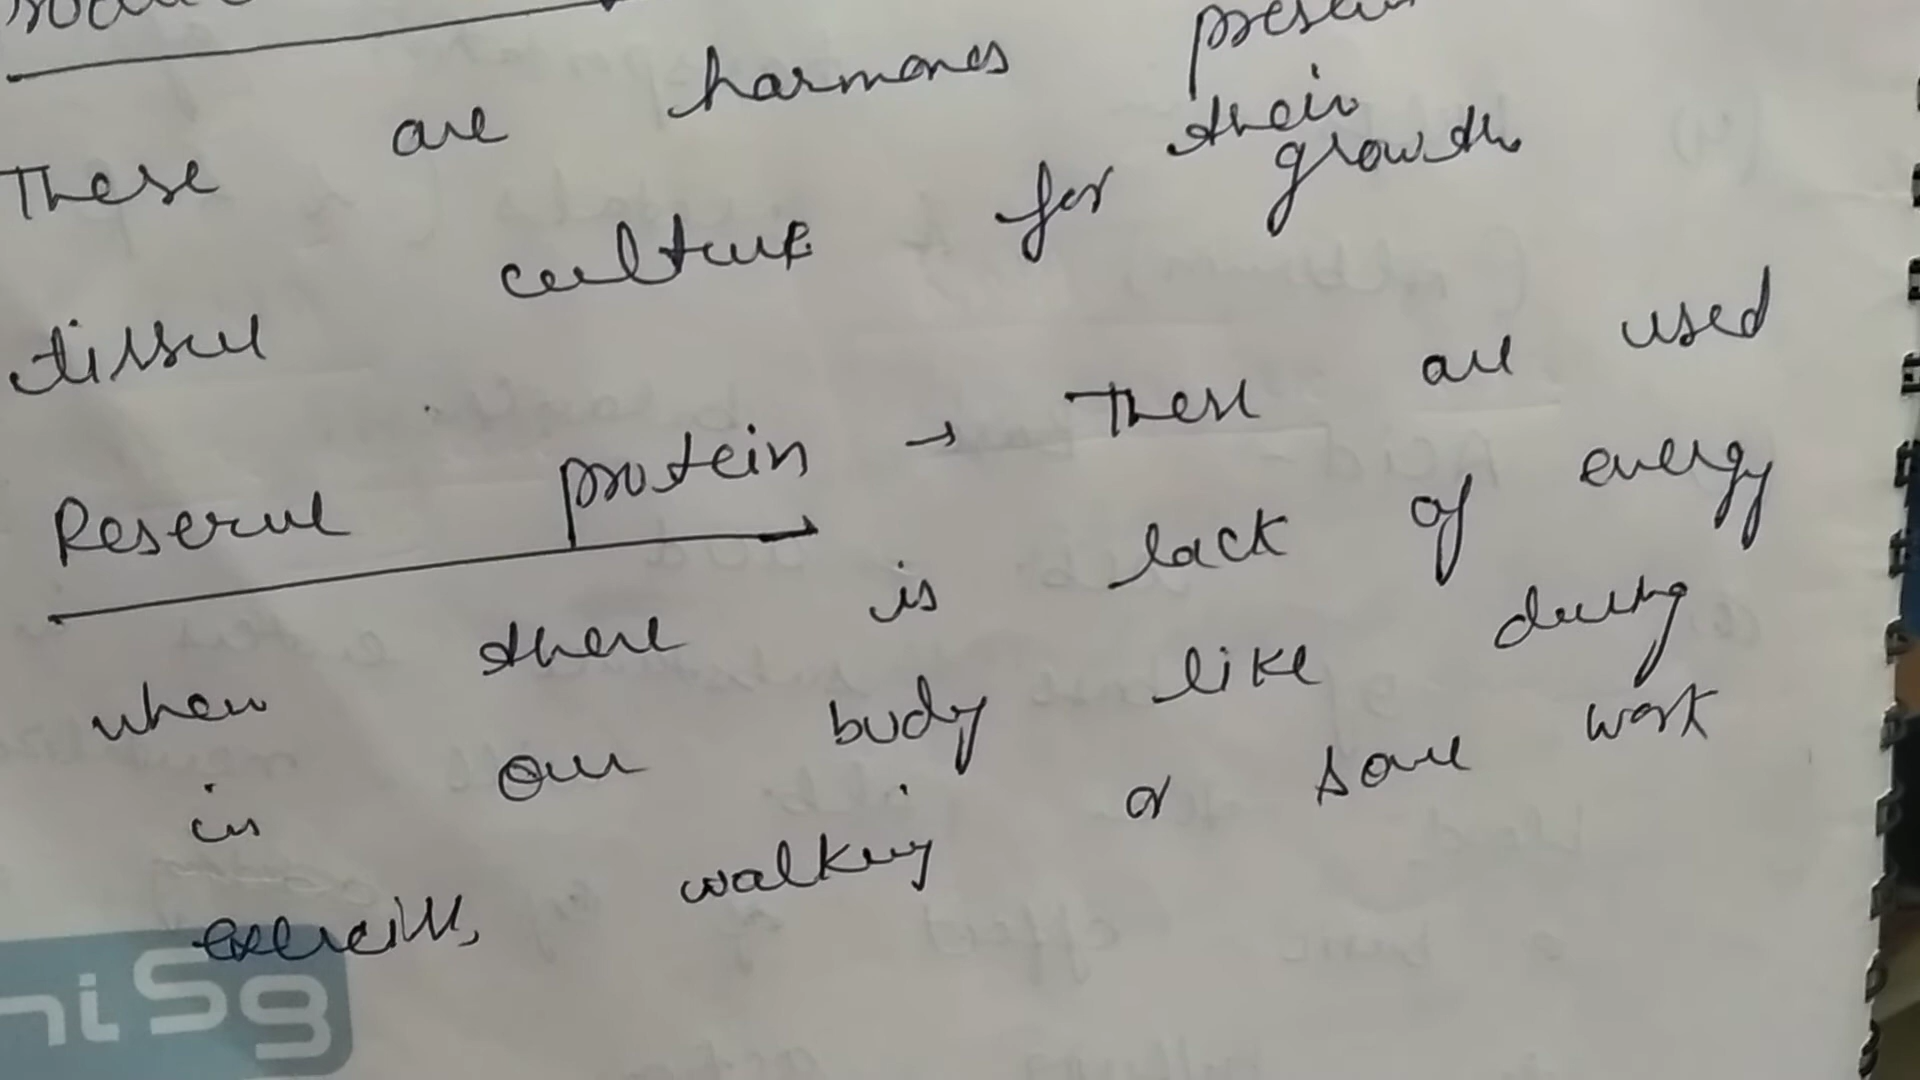 These are harmones
tissue culture for their growth
Reserve protein → These are used
when there is lack of energy
in our body like during
exercise, walking or some work
niSg